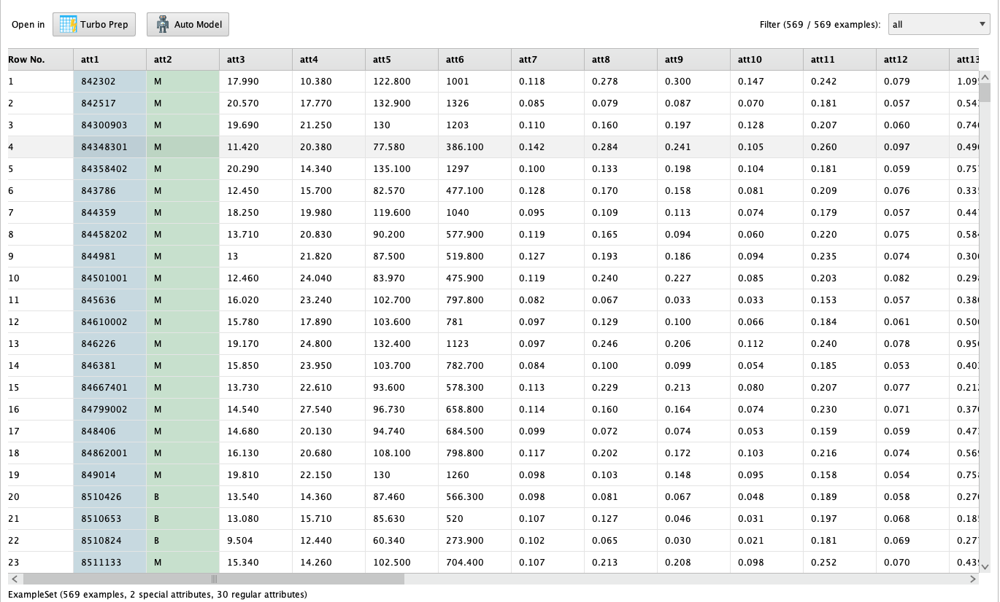 Open in Turbo Prep Auto Model Filter (569 / 569 examples): all
Row No. att1 att2 att3 att4 att5 att6 att7 att8 att9 att10 att11 att12 att13
1 842302 M 17.990 10.380 122.800 1001 0.118 0.278 0.300 0.147 0.242 0.079 1.09
2 842517 M 20.570 17.770 132.900 1326 0.085 0.079 0.087 0.070 0.181 0.057 0.54
3 84300903 M 19.690 21.250 130 1203 0.110 0.160 0.197 0.128 0.207 0.060 0.74
4 84348301 M 11.420 20.380 77.580 386.100 0.142 0.284 0.241 0.105 0.260 0.097 0.49
5 84358402 M 20.290 14.340 135.100 1297 0.100 0.133 0.198 0.104 0.181 0.059 0.75
6 843786 M 12.450 15.700 82.570 477.100 0.128 0.170 0.158 0.081 0.209 0.076 0.33
7 844359 M 18.250 19.980 119.600 1040 0.095 0.109 0.113 0.074 0.179 0.057 0.44
8 84458202 M 13.710 20.830 90.200 577.900 0.119 0.165 0.094 0.060 0.220 0.075 0.58
9 844981 M 13 21.820 87.500 519.800 0.127 0.193 0.186 0.094 0.235 0.074 0.30
10 84501001 M 12.460 24.040 83.970 475.900 0.119 0.240 0.227 0.085 0.203 0.082 0.29
11 845636 M 16.020 23.240 102.700 797.800 0.082 0.067 0.033 0.033 0.153 0.057 0.38
12 84610002 M 15.780 17.890 103.600 781 0.097 0.129 0.100 0.066 0.184 0.061 0.50
13 846226 M 19.170 24.800 132.400 1123 0.097 0.246 0.206 0.112 0.240 0.078 0.95
14 846381 M 15.850 23.950 103.700 782.700 0.084 0.100 0.099 0.054 0.185 0.053 0.40
15 84667401 M 13.730 22.610 93.600 578.300 0.113 0.229 0.213 0.080 0.207 0.077 0.21
16 84799002 M 14.540 27.540 96.730 658.800 0.114 0.160 0.164 0.074 0.230 0.071 0.37
17 848406 M 14.680 20.130 94.740 684.500 0.099 0.072 0.074 0.053 0.159 0.059 0.47
18 84862001 M 16.130 20.680 108.100 798.800 0.117 0.202 0.172 0.103 0.216 0.074 0.56
19 849014 M 19.810 22.150 130 1260 0.098 0.103 0.148 0.095 0.158 0.054 0.75
20 8510426 B 13.540 14.360 87.460 566.300 0.098 0.081 0.067 0.048 0.189 0.058 0.27
21 8510653 B 13.080 15.710 85.630 520 0.107 0.127 0.046 0.031 0.197 0.068 0.18
22 8510824 B 9.504 12.440 60.340 273.900 0.102 0.065 0.030 0.021 0.181 0.069 0.27
23 8511133 M 15.340 14.260 102.500 704.400 0.107 0.213 0.208 0.098 0.252 0.070 0.43
ExampleSet (569 examples, 2 special attributes, 30 regular attributes)